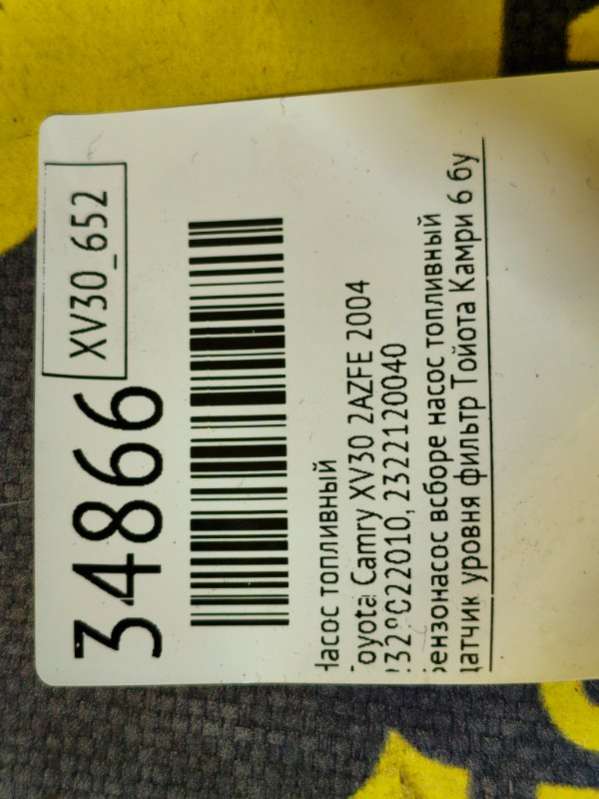 34866 XV30_652
Насос топливный
Toyota Camry XV30 2AZFE 2004
2322120040
бензонасос всборе насос топливный
датчик уровня фильтр Тойота Камри 6 бу